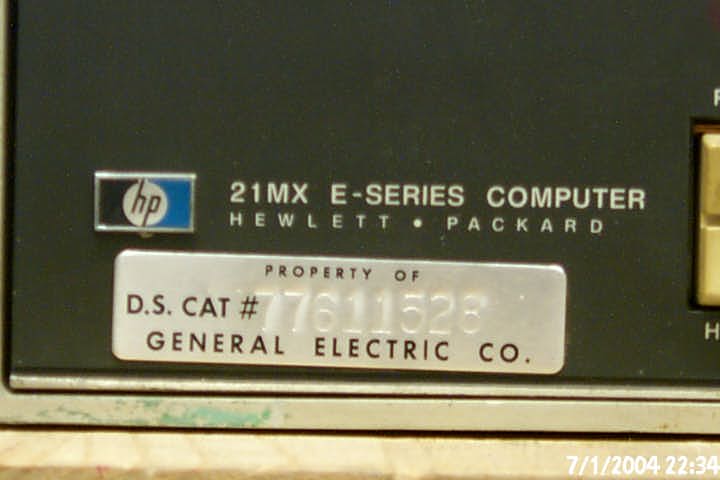 hp
21MX E-SERIES COMPUTER
HEWLETT • PACKARD
PROPERTY OF
D.S. CAT # 77611528
GENERAL ELECTRIC CO.
7/1/2004 22:34